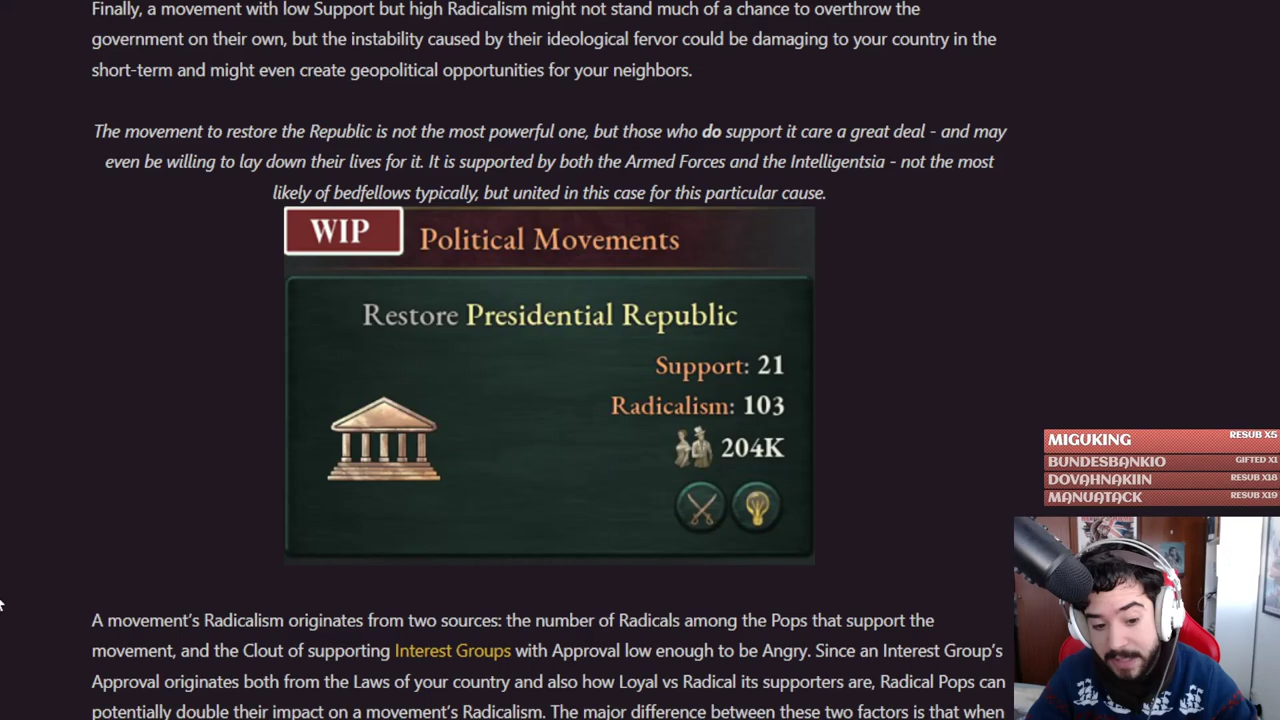 Finally, a movement with low Support but high Radicalism might not stand much of a chance to overthrow the
government on their own, but the instability caused by their ideological fervor could be damaging to your country in the
short-term and might even create geopolitical opportunities for your neighbors.
The movement to restore the Republic is not the most powerful one, but those who do support it care a great deal - and may
even be willing to lay down their lives for it. It is supported by both the Armed Forces and the Intelligentsia - not the most
likely of bedfellows typically, but united in this case for this particular cause.
WIP
Political Movements
Restore Presidential Republic
Support: 21
Radicalism: 103
204K
MIGUKING RESUB X5
BUNDESBANKIO GIFTED X1
DOVAHNAKIIN RESUB X18
MANUATACK RESUB X19
A movement's Radicalism originates from two sources: the number of Radicals among the Pops that support the
movement, and the Clout of supporting Interest Groups with Approval low enough to be Angry. Since an Interest Group's
Approval originates both from the Laws of your country and also how Loyal vs Radical its supporters are, Radical Pops can
potentially double their impact on a movement's Radicalism. The major difference between these two factors is that when